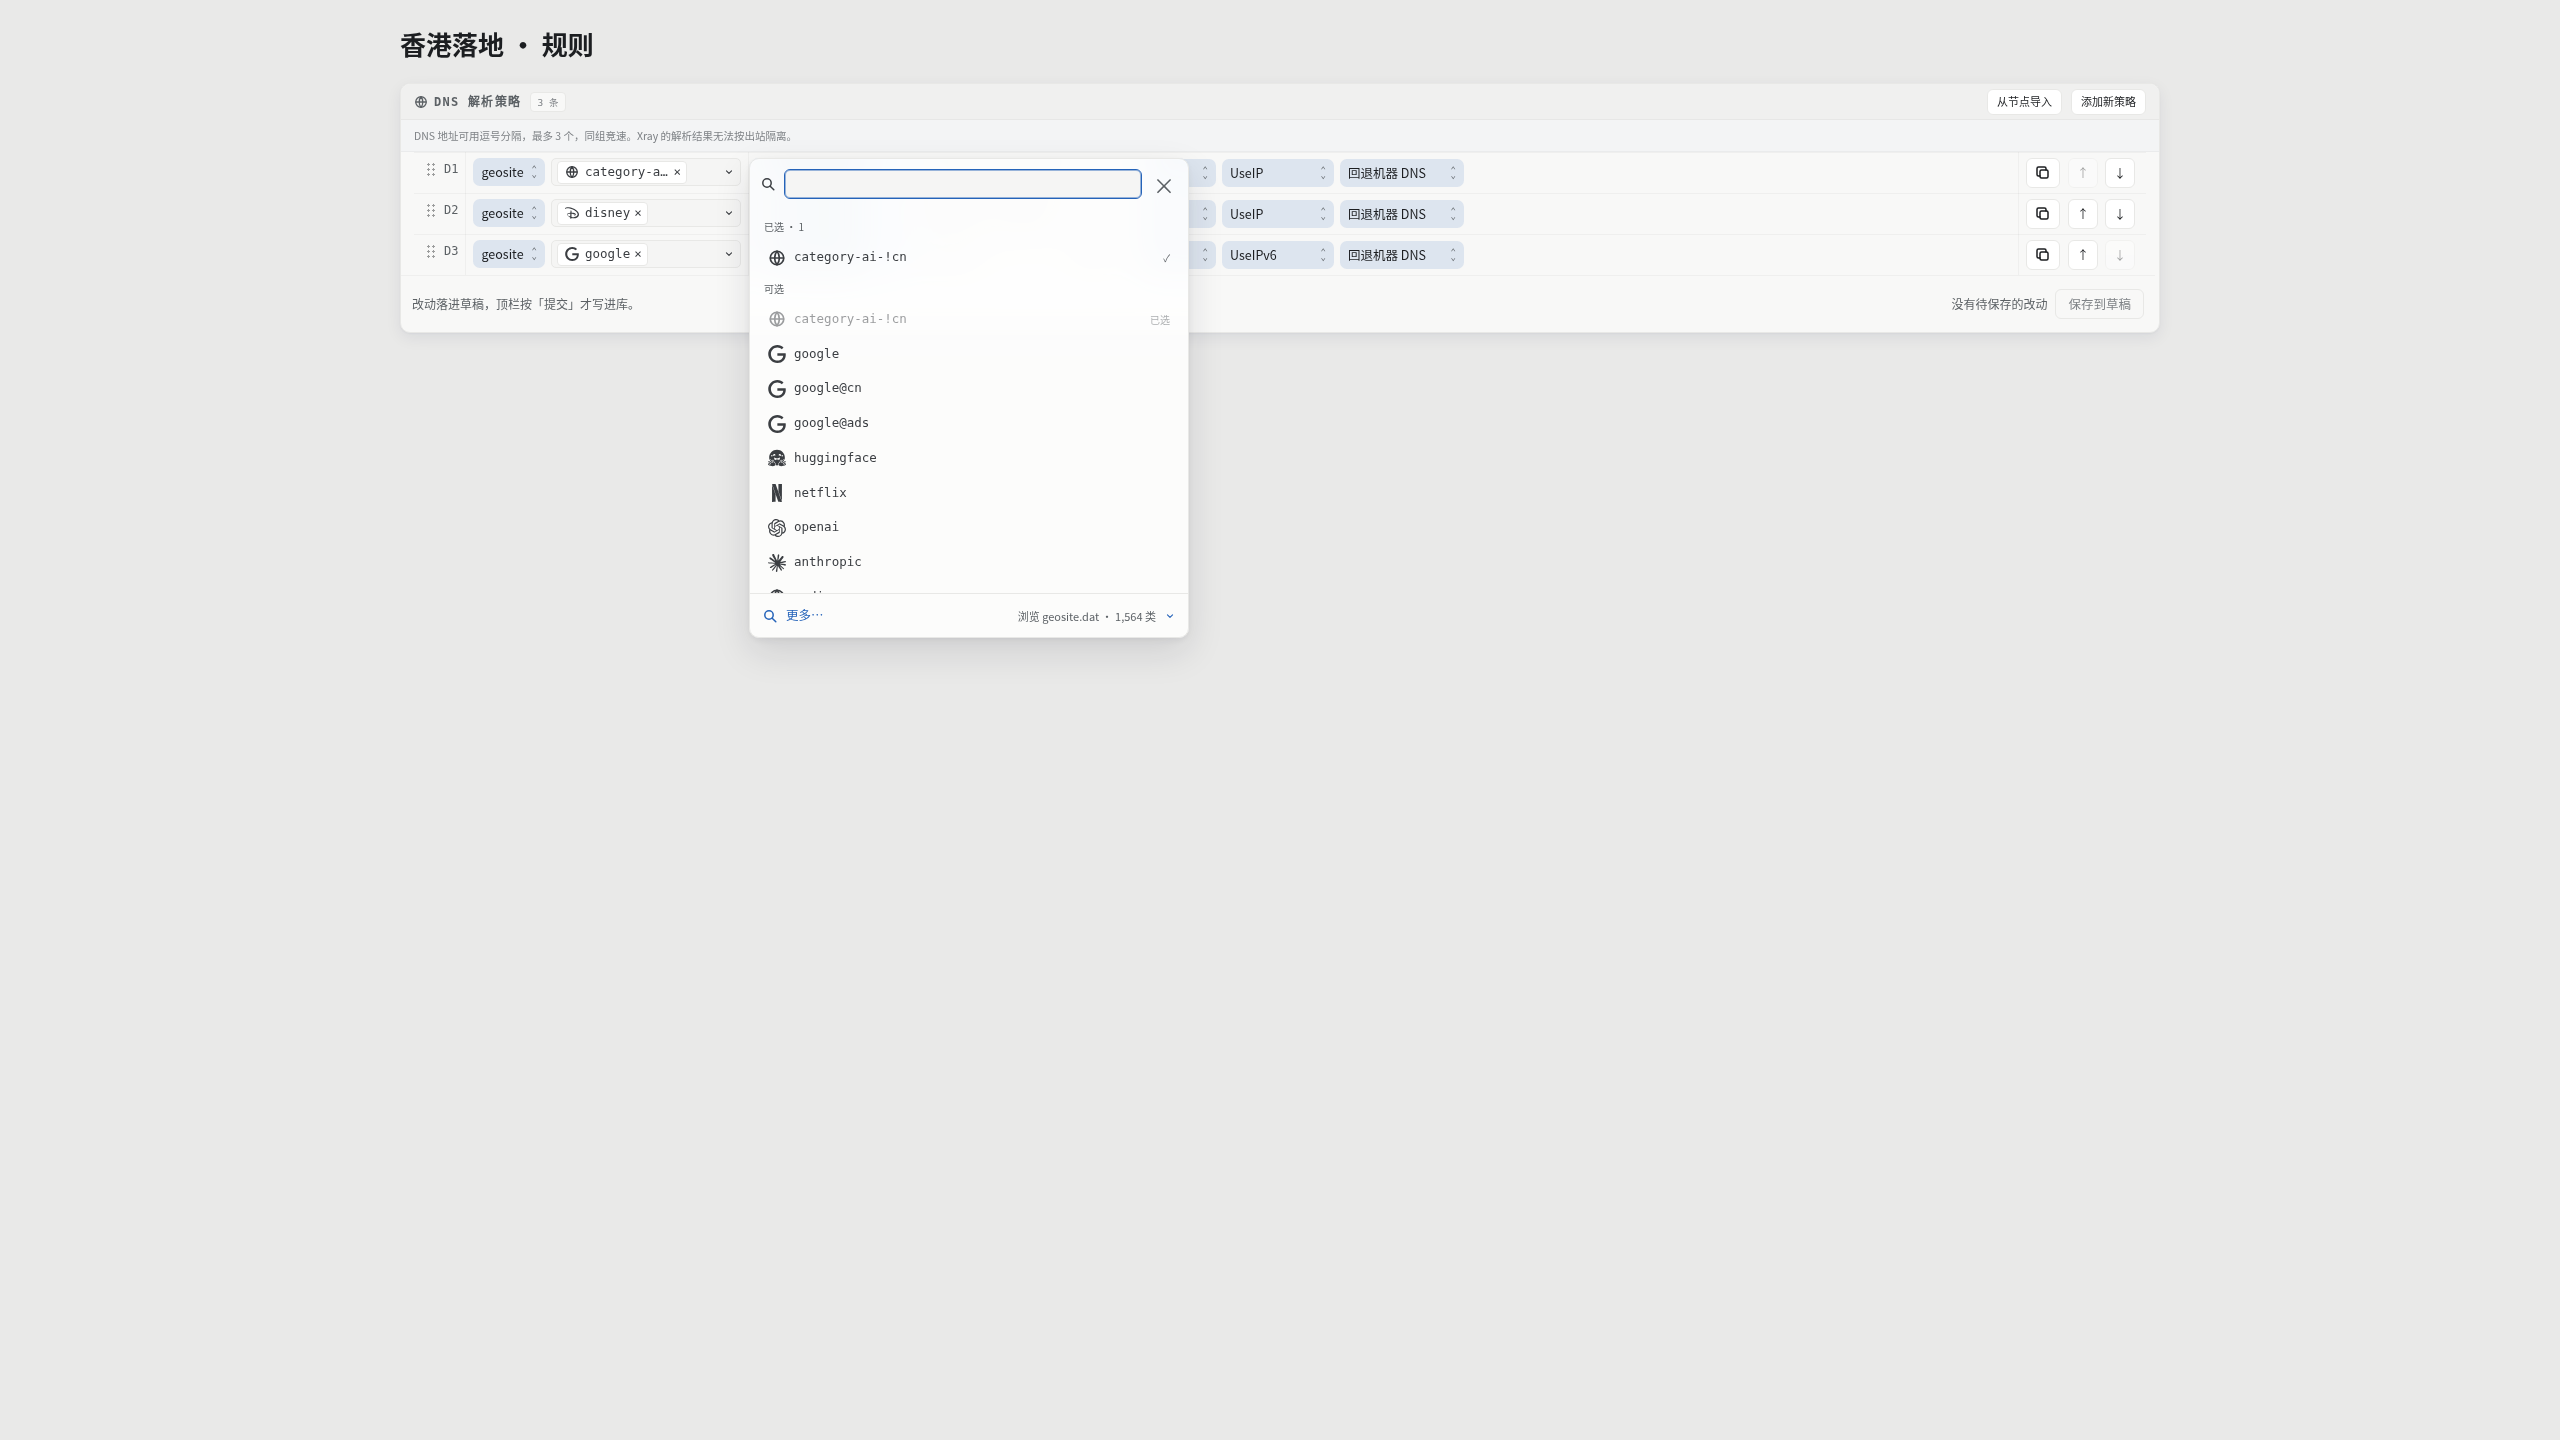 香港落地 · 规则
DNS 解析策略 3 条 从节点导入 添加新策略
DNS 地址可用逗号分隔，最多 3 个，同组竞速。Xray 的解析结果无法按出站隔离。
D1 geosite category-a… × UseIP 回退机器 DNS ↑ ↓
D2 geosite disney × UseIP 回退机器 DNS ↑ ↓
D3 geosite google × UseIPv6 回退机器 DNS ↑ ↓
改动落进草稿，顶栏按「提交」才写进库。 没有待保存的改动 保存到草稿
已选 · 1
category-ai-!cn ✓
可选
category-ai-!cn 已选
google
google@cn
google@ads
huggingface
netflix
openai
anthropic
更多… 浏览 geosite.dat · 1,564 类